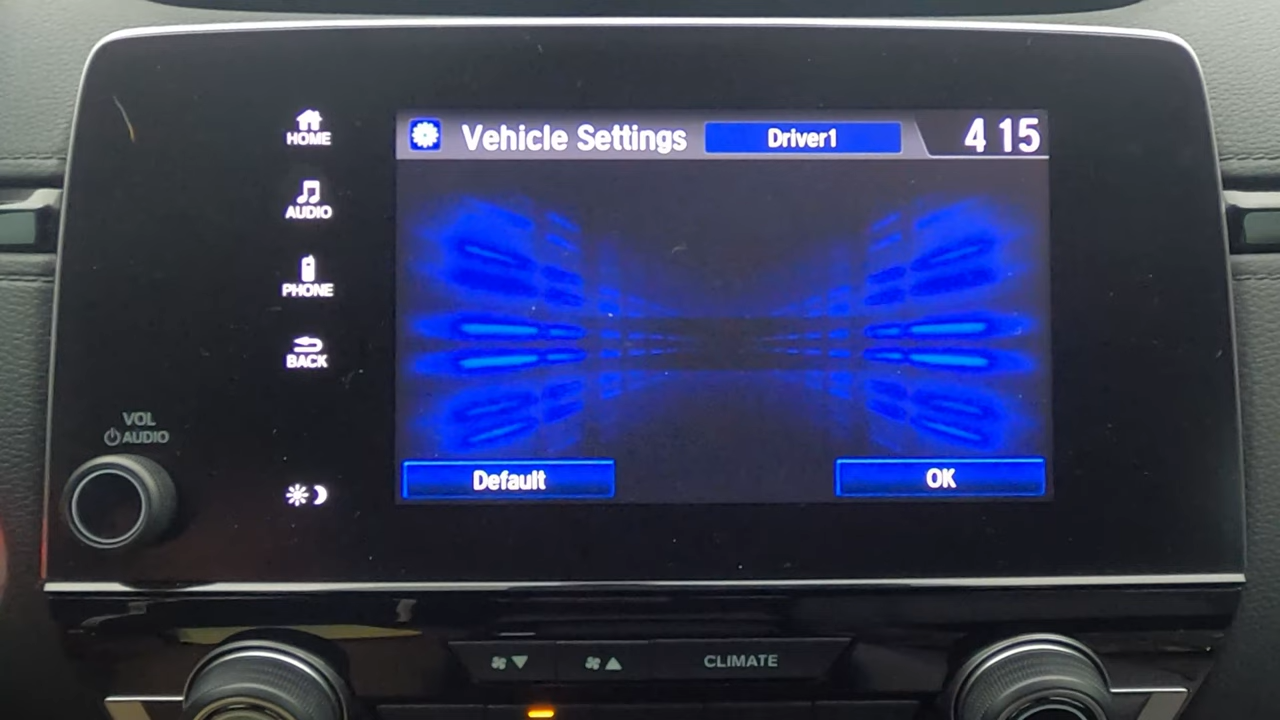 Vehicle Settings
Driver1
4 15
HOME
AUDIO
PHONE
BACK
VOL
AUDIO
Default
OK
CLIMATE